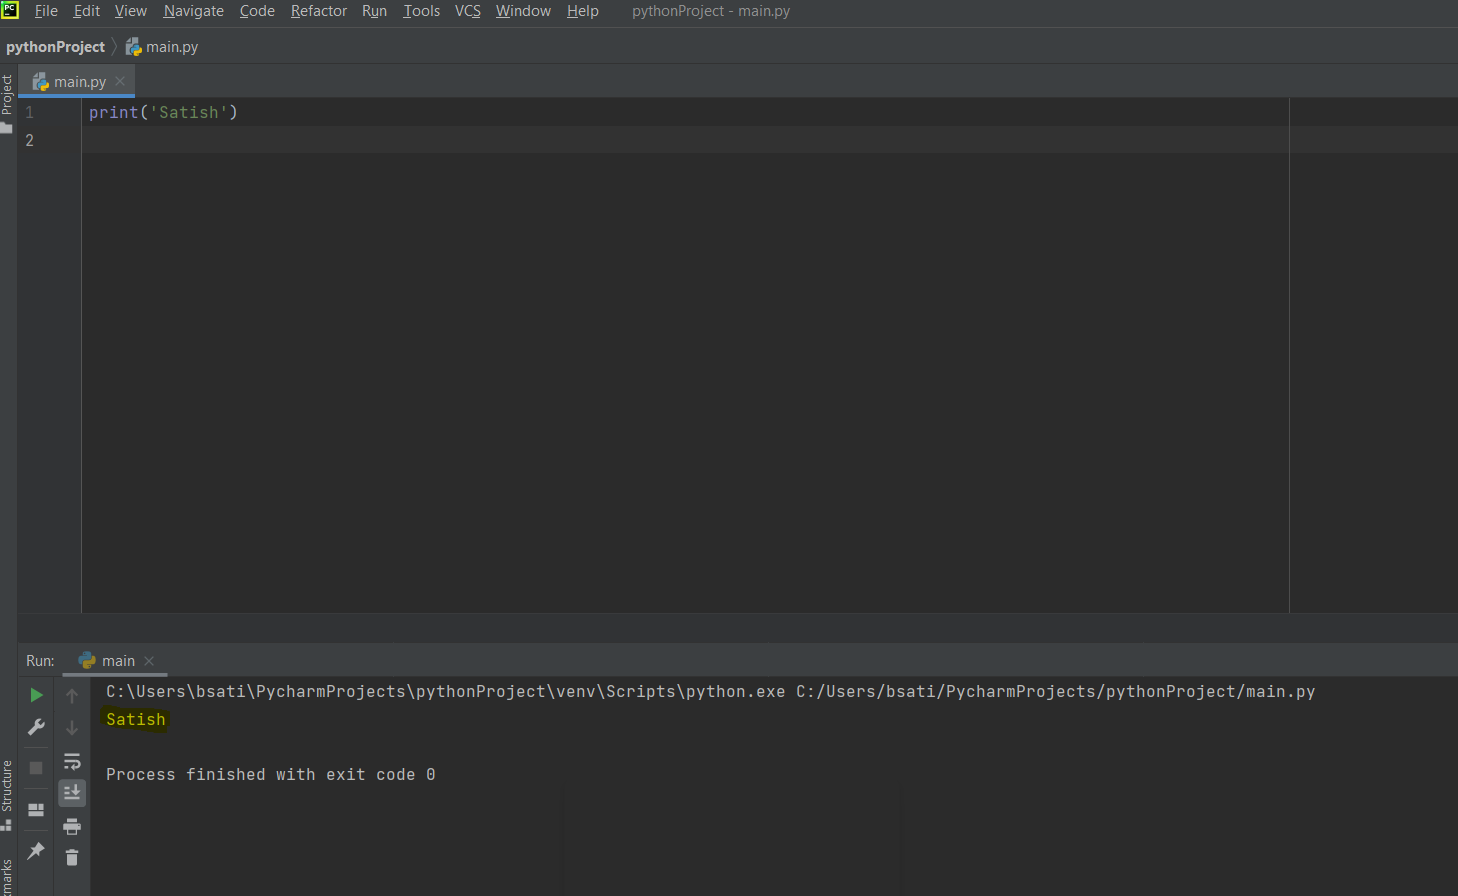 PC File Edit View Navigate Code Refactor Run Tools VCS Window Help pythonProject - main.py
pythonProject main.py
Project
main.py
1 print('Satish')
2
Run: main
C:\Users\bsati\PycharmProjects\pythonProject\venv\Scripts\python.exe C:/Users/bsati/PycharmProjects/pythonProject/main.py
Satish
Process finished with exit code 0
Structure